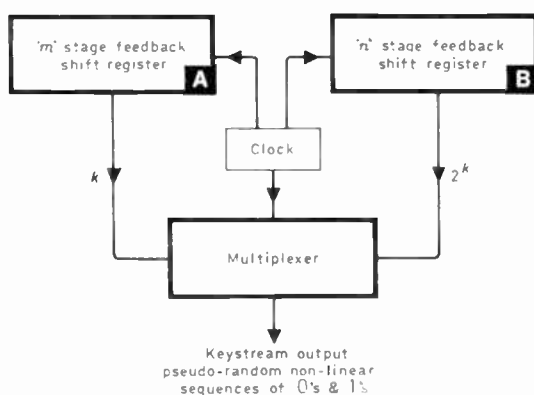 'm' stage feedback
shift register
A
'n' stage feedback
shift register
B
Clock
k
2^k
Multiplexer
Keystream output
pseudo-random non-linear
sequences of 0's & 1's